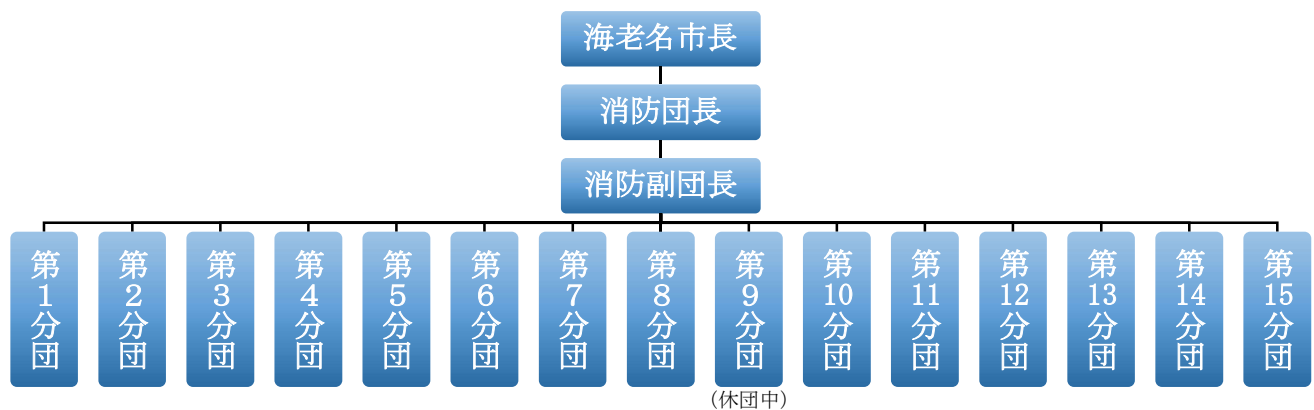 海老名市長
消防団長
消防副団長
第1分団
第2分団
第3分団
第4分団
第5分団
第6分団
第7分団
第8分団
第9分団
第10分団
第11分団
第12分団
第13分団
第14分団
第15分団
（休団中）